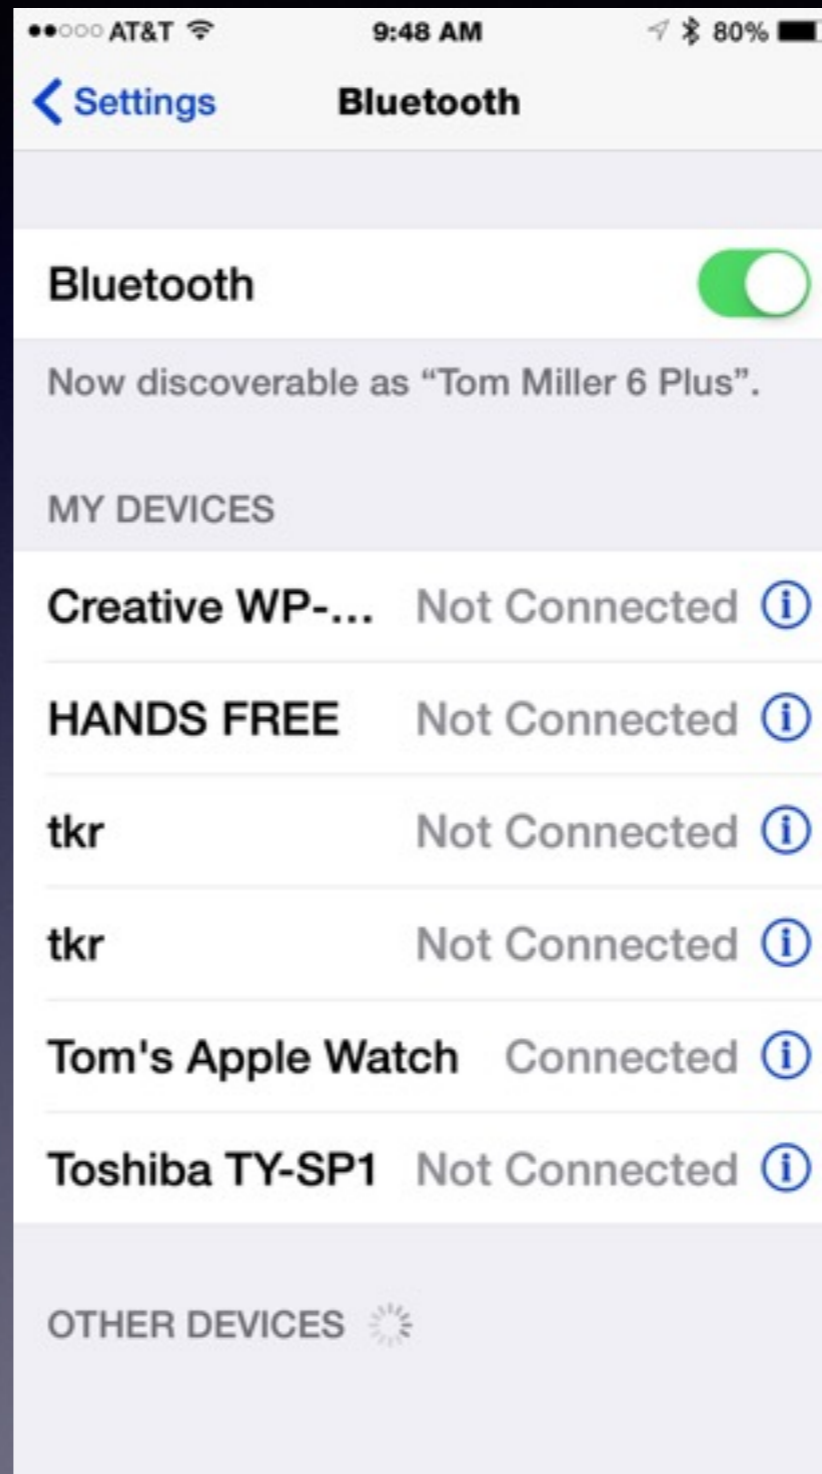 AT&T 9:48 AM 80%
Settings Bluetooth
Bluetooth
Now discoverable as “Tom Miller 6 Plus”.
MY DEVICES
Creative WP-... Not Connected
HANDS FREE Not Connected
tkr Not Connected
tkr Not Connected
Tom's Apple Watch Connected
Toshiba TY-SP1 Not Connected
OTHER DEVICES